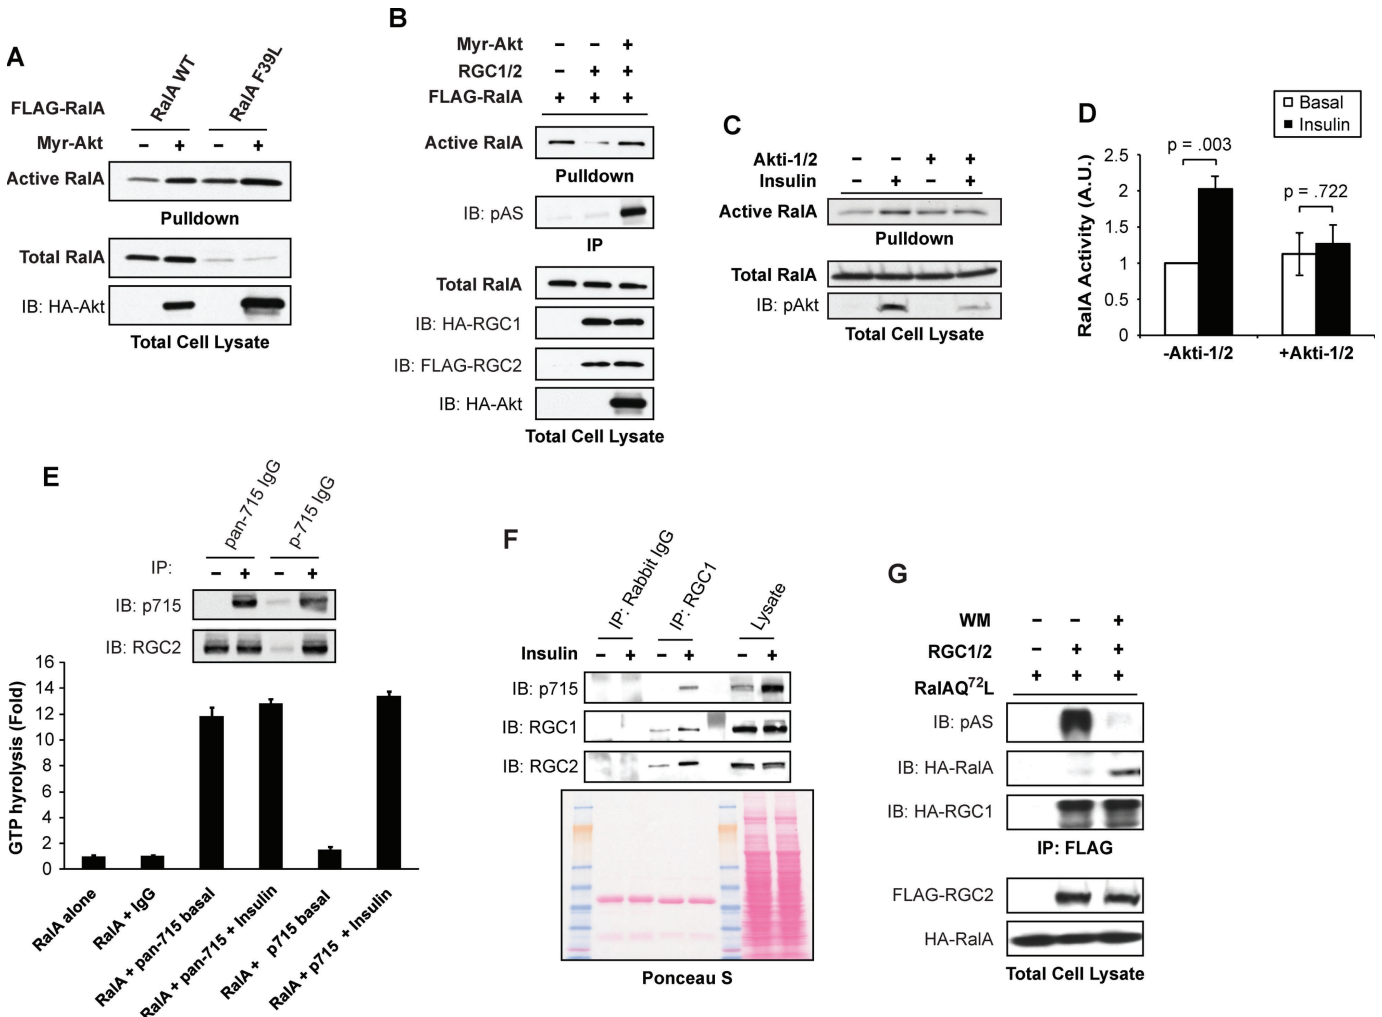 A
RalA WT
RalA F39L
FLAG-RalA
Myr-Akt
− + − +
Active RalA
Pulldown
Total RalA
IB: HA-Akt
Total Cell Lysate
B
Myr-Akt − − +
RGC1/2 − + +
FLAG-RalA + + +
Active RalA
Pulldown
IB: pAS
IP
Total RalA
IB: HA-RGC1
IB: FLAG-RGC2
IB: HA-Akt
Total Cell Lysate
C
Akti-1/2 − − + +
Insulin − + − +
Active RalA
Pulldown
Total RalA
IB: pAkt
Total Cell Lysate
D
Basal
Insulin
p = .003
p = .722
RalA Activity (A.U.)
2.5
2
1.5
1
0.5
0
-Akti-1/2
+Akti-1/2
E
pan-715 IgG
p-715 IgG
IP: − + − +
IB: p715
IB: RGC2
GTP hyrolysis (Fold)
16
14
12
10
8
6
4
2
0
RalA alone
RalA + IgG
RalA + pan-715 basal
RalA + pan-715 + Insulin
RalA + p715 basal
RalA + p715 + Insulin
F
IP: Rabbit IgG
IP: RGC1
Lysate
Insulin − + − + − +
IB: p715
IB: RGC1
IB: RGC2
Ponceau S
G
WM − − +
RGC1/2 − + +
RalAQ⁷²L + + +
IB: pAS
IB: HA-RalA
IB: HA-RGC1
IP: FLAG
FLAG-RGC2
HA-RalA
Total Cell Lysate